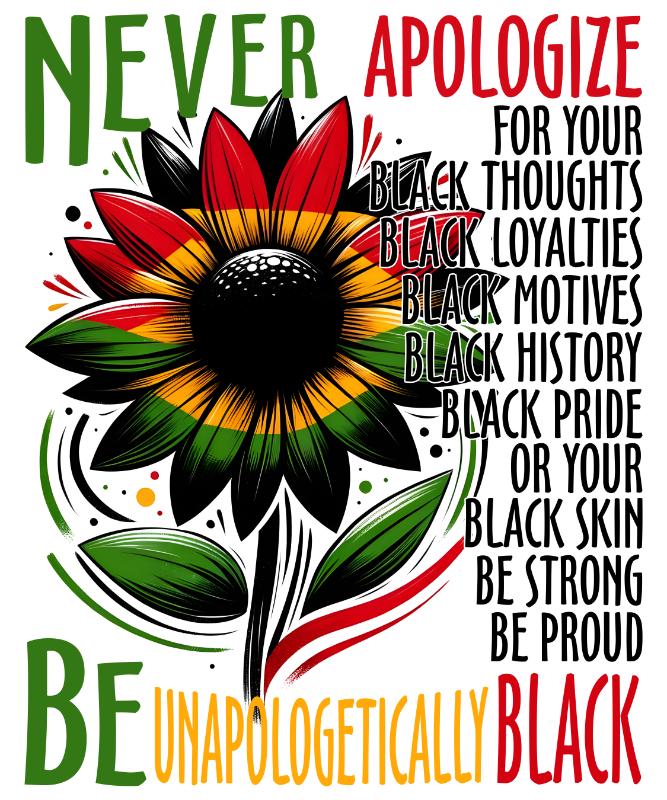 NEVER APOLOGIZE
FOR YOUR
BLACK THOUGHTS
BLACK LOYALTIES
BLACK MOTIVES
BLACK HISTORY
BLACK PRIDE
OR YOUR
BLACK SKIN
BE STRONG
BE PROUD
BE UNAPOLOGETICALLY BLACK